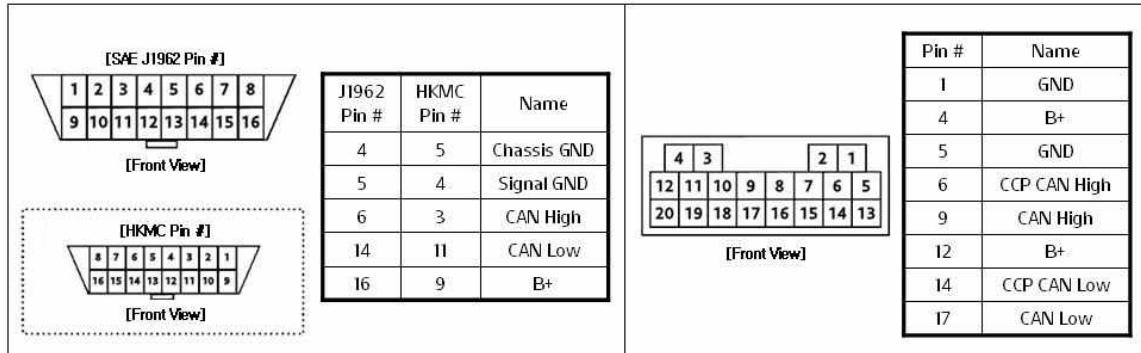 [SAE J1962 Pin #]
1 2 3 4 5 6 7 8
9 10 11 12 13 14 15 16
[Front View]
[HKMC Pin #]
8 7 6 5 4 3 2 1
16 15 14 13 12 11 10 9
[Front View]
J1962 Pin # HKMC Pin # Name
4 5 Chassis GND
5 4 Signal GND
6 3 CAN High
14 11 CAN Low
16 9 B+
4 3 2 1
12 11 10 9 8 7 6 5
20 19 18 17 16 15 14 13
[Front View]
Pin # Name
1 GND
4 B+
5 GND
6 CCP CAN High
9 CAN High
12 B+
14 CCP CAN Low
17 CAN Low